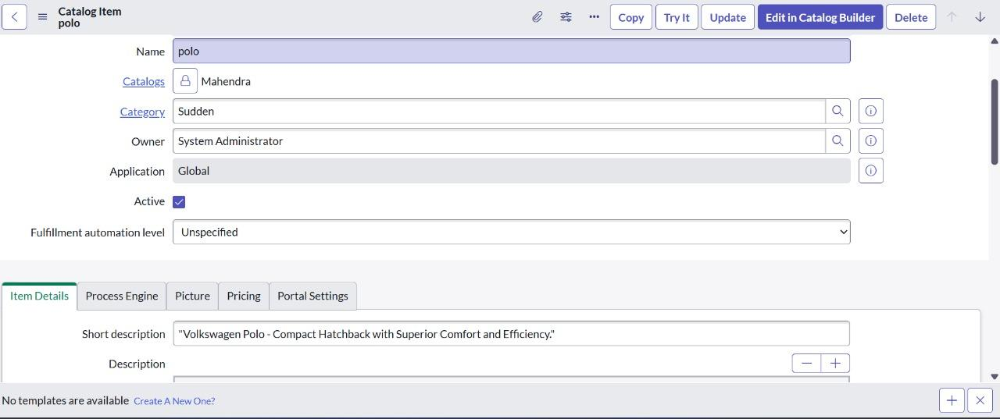 Catalog Item
polo
Copy
Try It
Update
Edit in Catalog Builder
Delete
Name polo
Catalogs Mahendra
Category Sudden
Owner System Administrator
Application Global
Active
Fulfillment automation level Unspecified
Item Details Process Engine Picture Pricing Portal Settings
Short description "Volkswagen Polo - Compact Hatchback with Superior Comfort and Efficiency."
Description
No templates are available Create A New One?